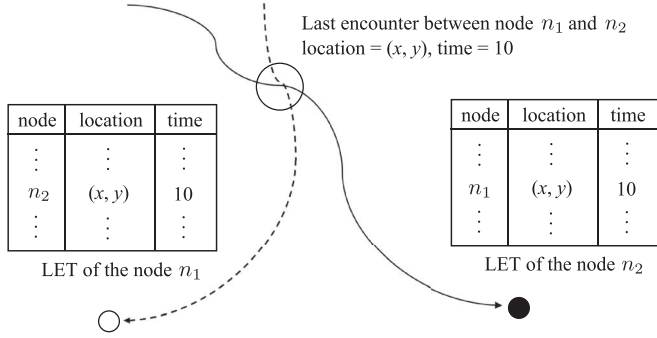 Last encounter between node n₁ and n₂
location = (x, y), time = 10
node location time
⋮ ⋮ ⋮
n₂ (x, y) 10
⋮ ⋮ ⋮
LET of the node n₁
node location time
⋮ ⋮ ⋮
n₁ (x, y) 10
⋮ ⋮ ⋮
LET of the node n₂